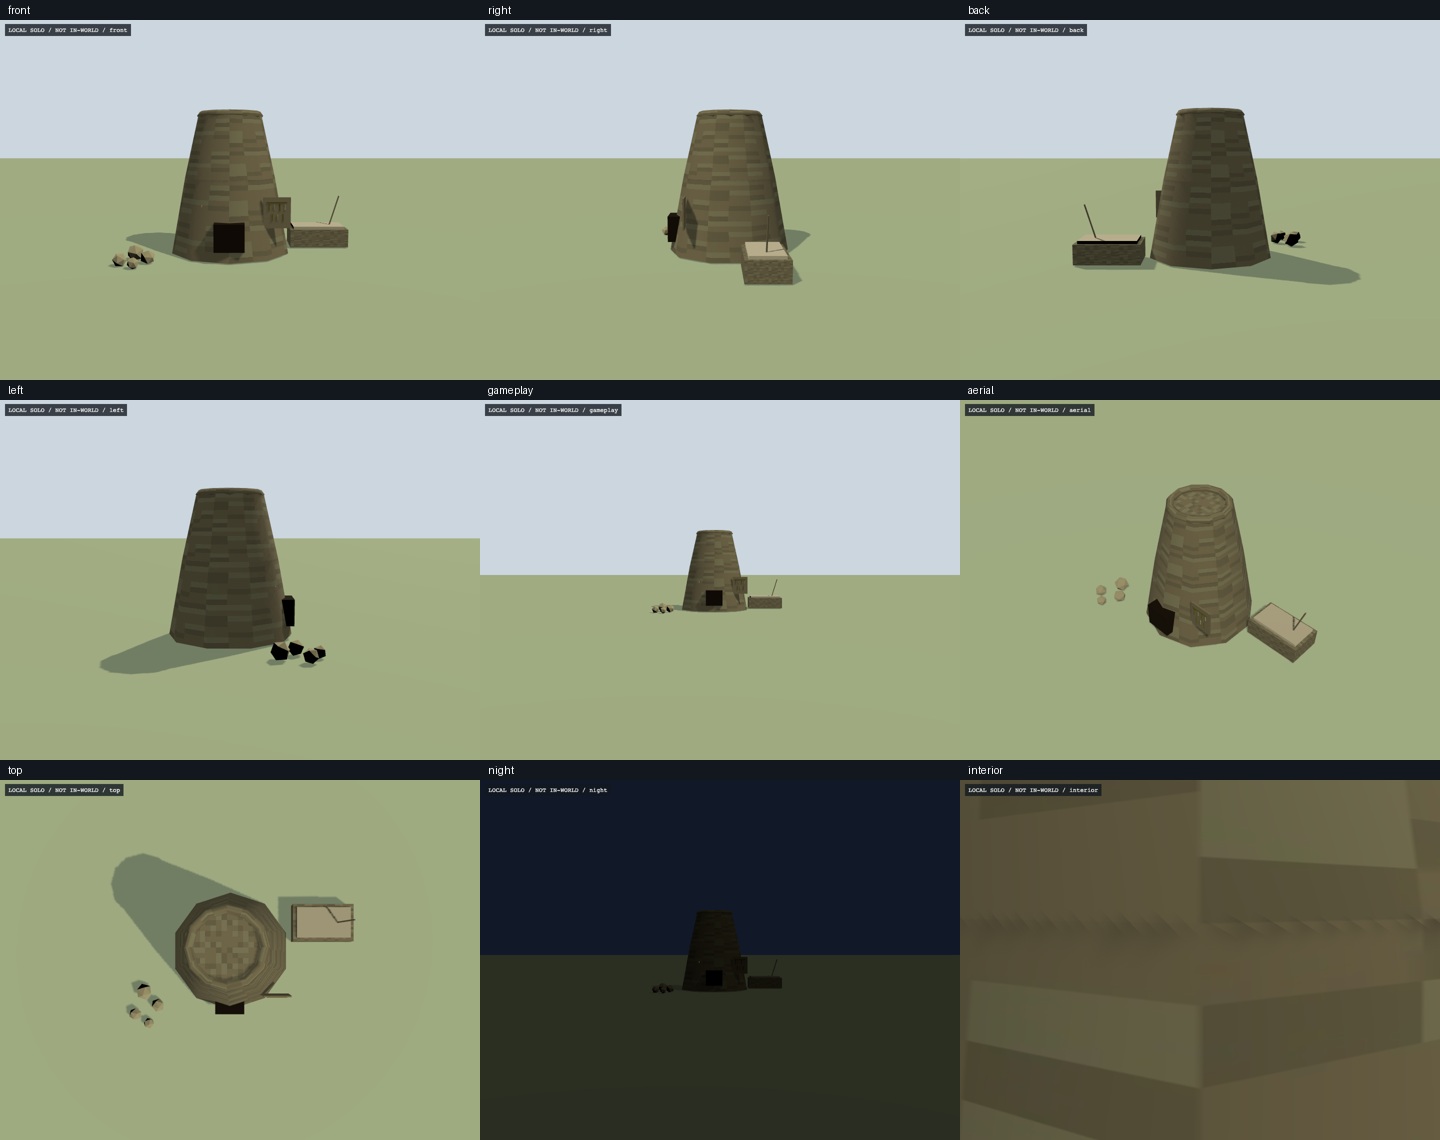 front
right
back
LOCAL SOLO / NOT IN-WORLD / front
LOCAL SOLO / NOT IN-WORLD / right
LOCAL SOLO / NOT IN-WORLD / back
left
gameplay
aerial
LOCAL SOLO / NOT IN-WORLD / left
LOCAL SOLO / NOT IN-WORLD / gameplay
LOCAL SOLO / NOT IN-WORLD / aerial
top
night
interior
LOCAL SOLO / NOT IN-WORLD / top
LOCAL SOLO / NOT IN-WORLD / night
LOCAL SOLO / NOT IN-WORLD / interior